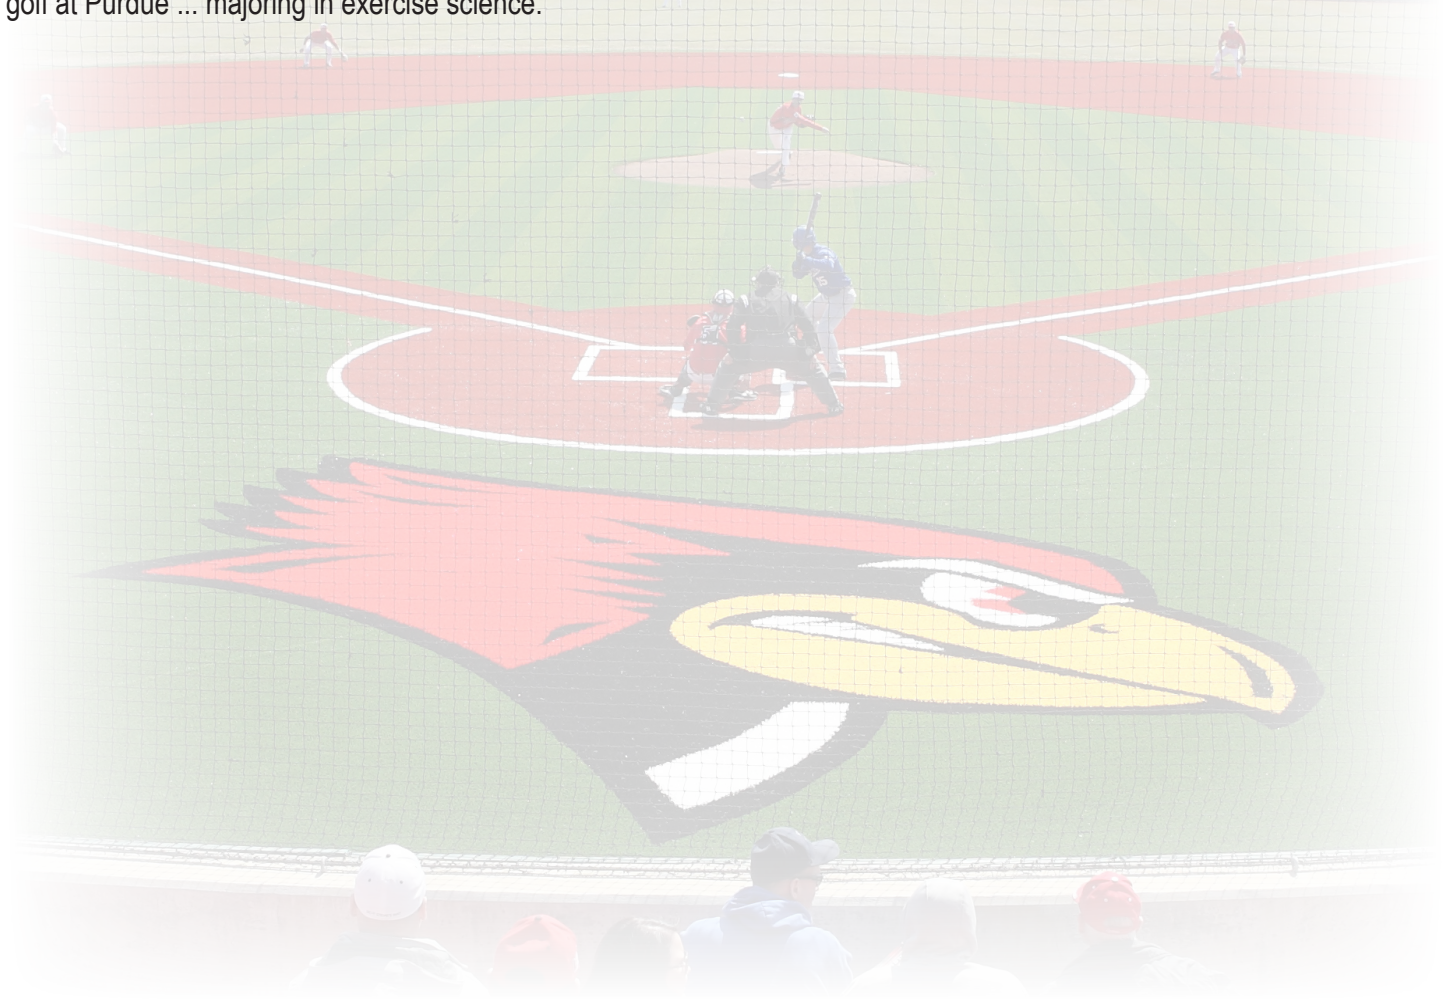 golf at Purdue ... majoring in exercise science.